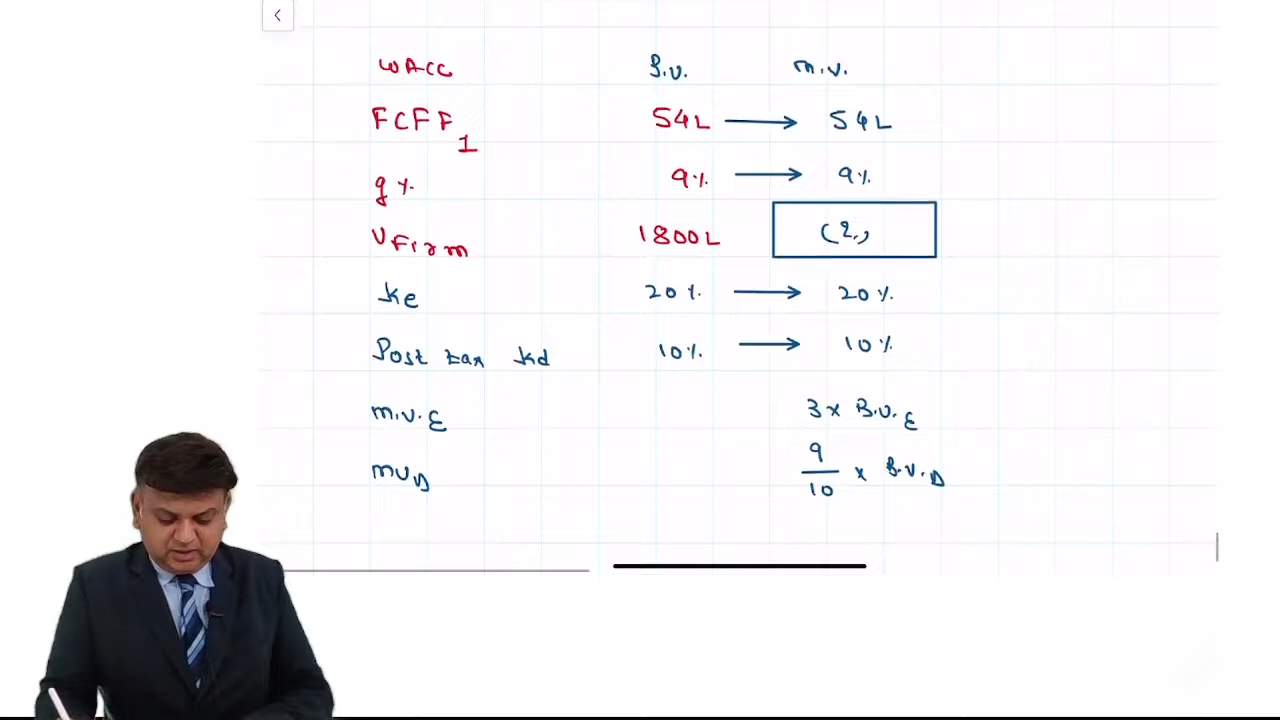 WACC B.V. M.V.
FCFF1 54L → 54L
g% 9% → 9%
VFirm 1800L (?)
Ke 20% → 20%
Post tax Kd 10% → 10%
M.V.E 3 x B.V.E
MVD 9/10 x B.V.D